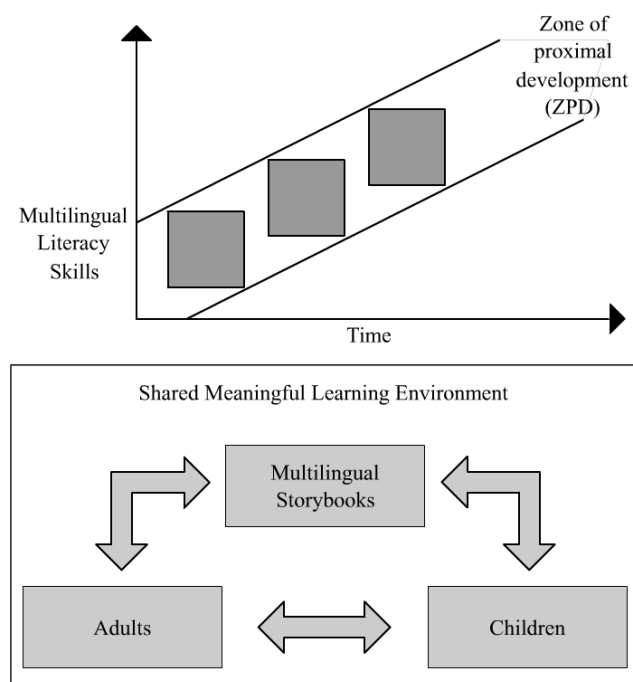 Zone of
proximal
development
(ZPD)
Multilingual
Literacy
Skills
Time
Shared Meaningful Learning Environment
Multilingual
Storybooks
Adults
Children